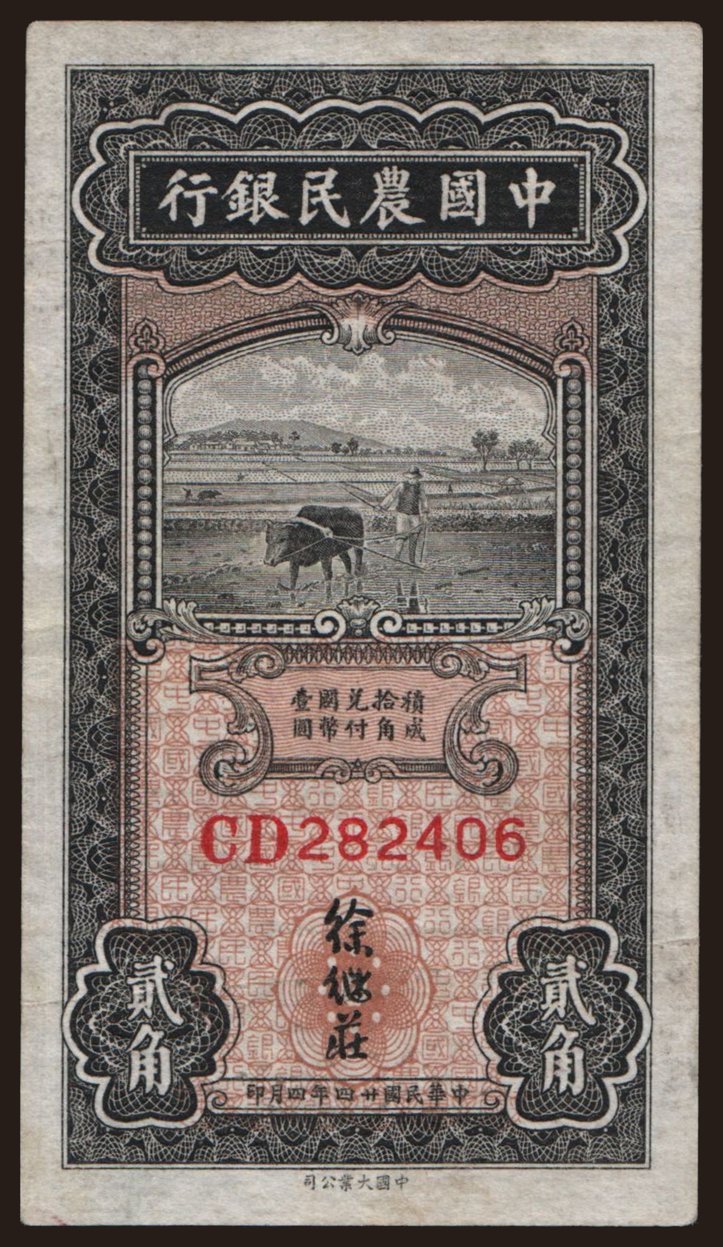 中國農民銀行
積拾兌國壹
成角付幣圓
CD282406
徐继莊
貳角
貳角
中華民國廿四年四月印
中國大業公司